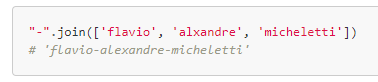 "-".join(['flavio', 'alxandre', 'micheletti'])
# 'flavio-alexandre-micheletti'